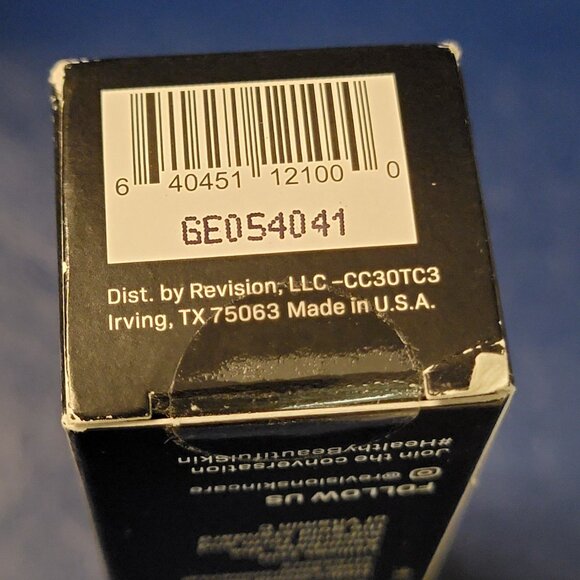 6 40451 12100 0
GE054041
Dist. by Revision, LLC -CC30TC3
Irving, TX 75063 Made in U.S.A.
#HealthyBeautifulSkin
Join the conversation
@revisionskincare
FOLLOW US